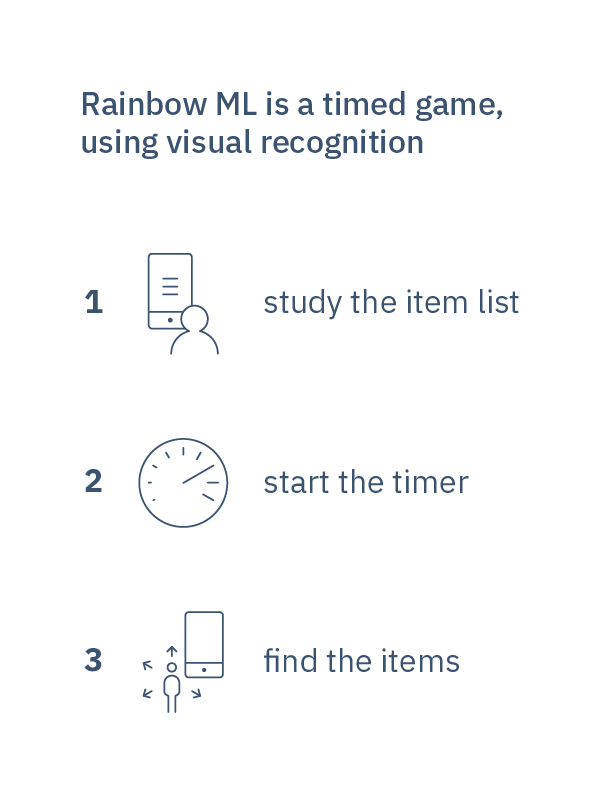 Rainbow ML is a timed game,
using visual recognition
1 study the item list
2 start the timer
3 find the items